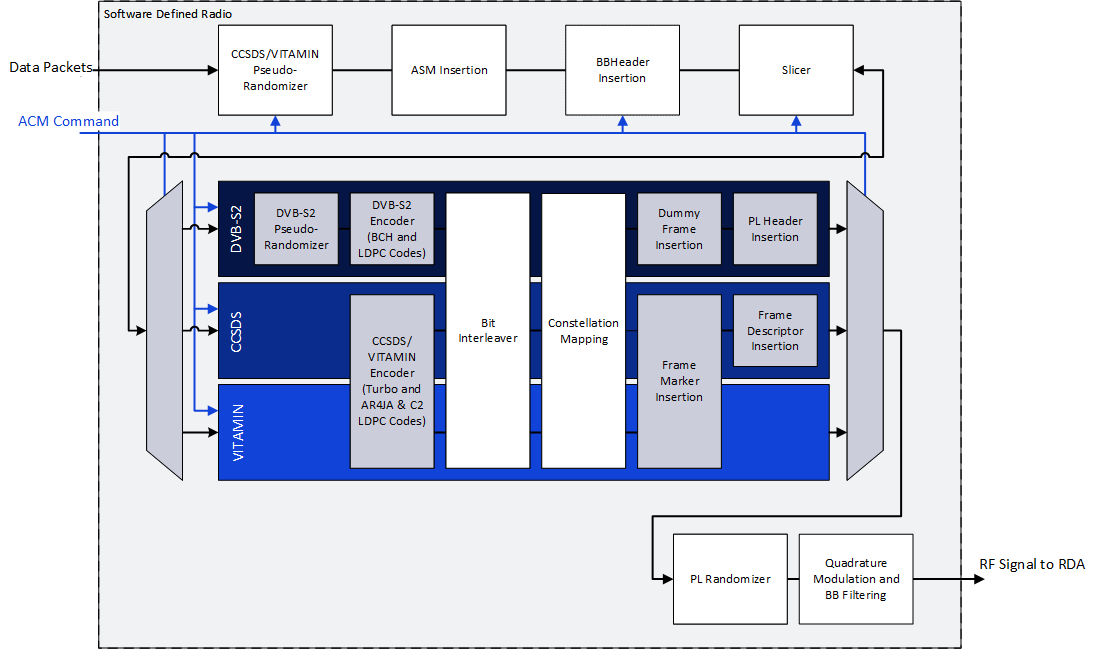 Software Defined Radio
Data Packets
CCSDS/VITAMIN
Pseudo-
Randomizer
ASM Insertion
BBHeader
Insertion
Slicer
ACM Command
DVB-S2
DVB-S2
Pseudo-
Randomizer
DVB-S2
Encoder
(BCH and
LDPC Codes)
Dummy
Frame
Insertion
PL Header
Insertion
CCSDS
CCSDS/
VITAMIN
Encoder
(Turbo and
AR4JA & C2
LDPC Codes)
Bit
Interleaver
Constellation
Mapping
Frame
Marker
Insertion
Frame
Descriptor
Insertion
VITAMIN
PL Randomizer
Quadrature
Modulation and
BB Filtering
RF Signal to RDA